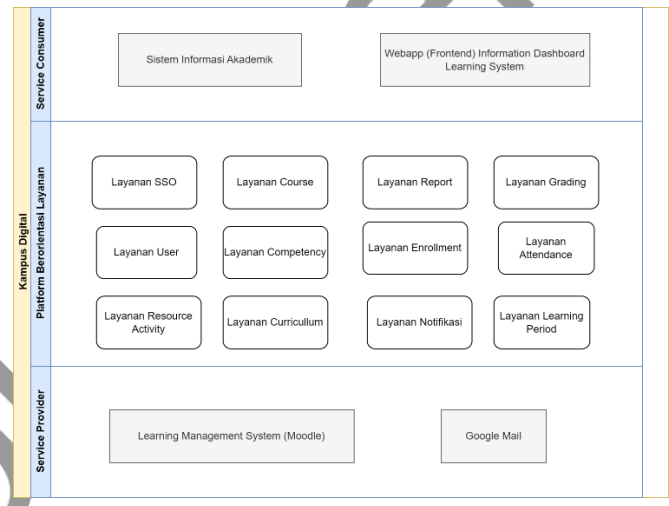 Kampus Digital
Service Consumer
Sistem Informasi Akademik
Webapp (Frontend) Information Dashboard
Learning System
Platform Berorientasi Layanan
Layanan SSO
Layanan Course
Layanan Report
Layanan Grading
Layanan User
Layanan Competency
Layanan Enrollment
Layanan
Attendance
Layanan Resource
Activity
Layanan Curricullum
Layanan Notifikasi
Layanan Learning
Period
Service Provider
Learning Management System (Moodle)
Google Mail